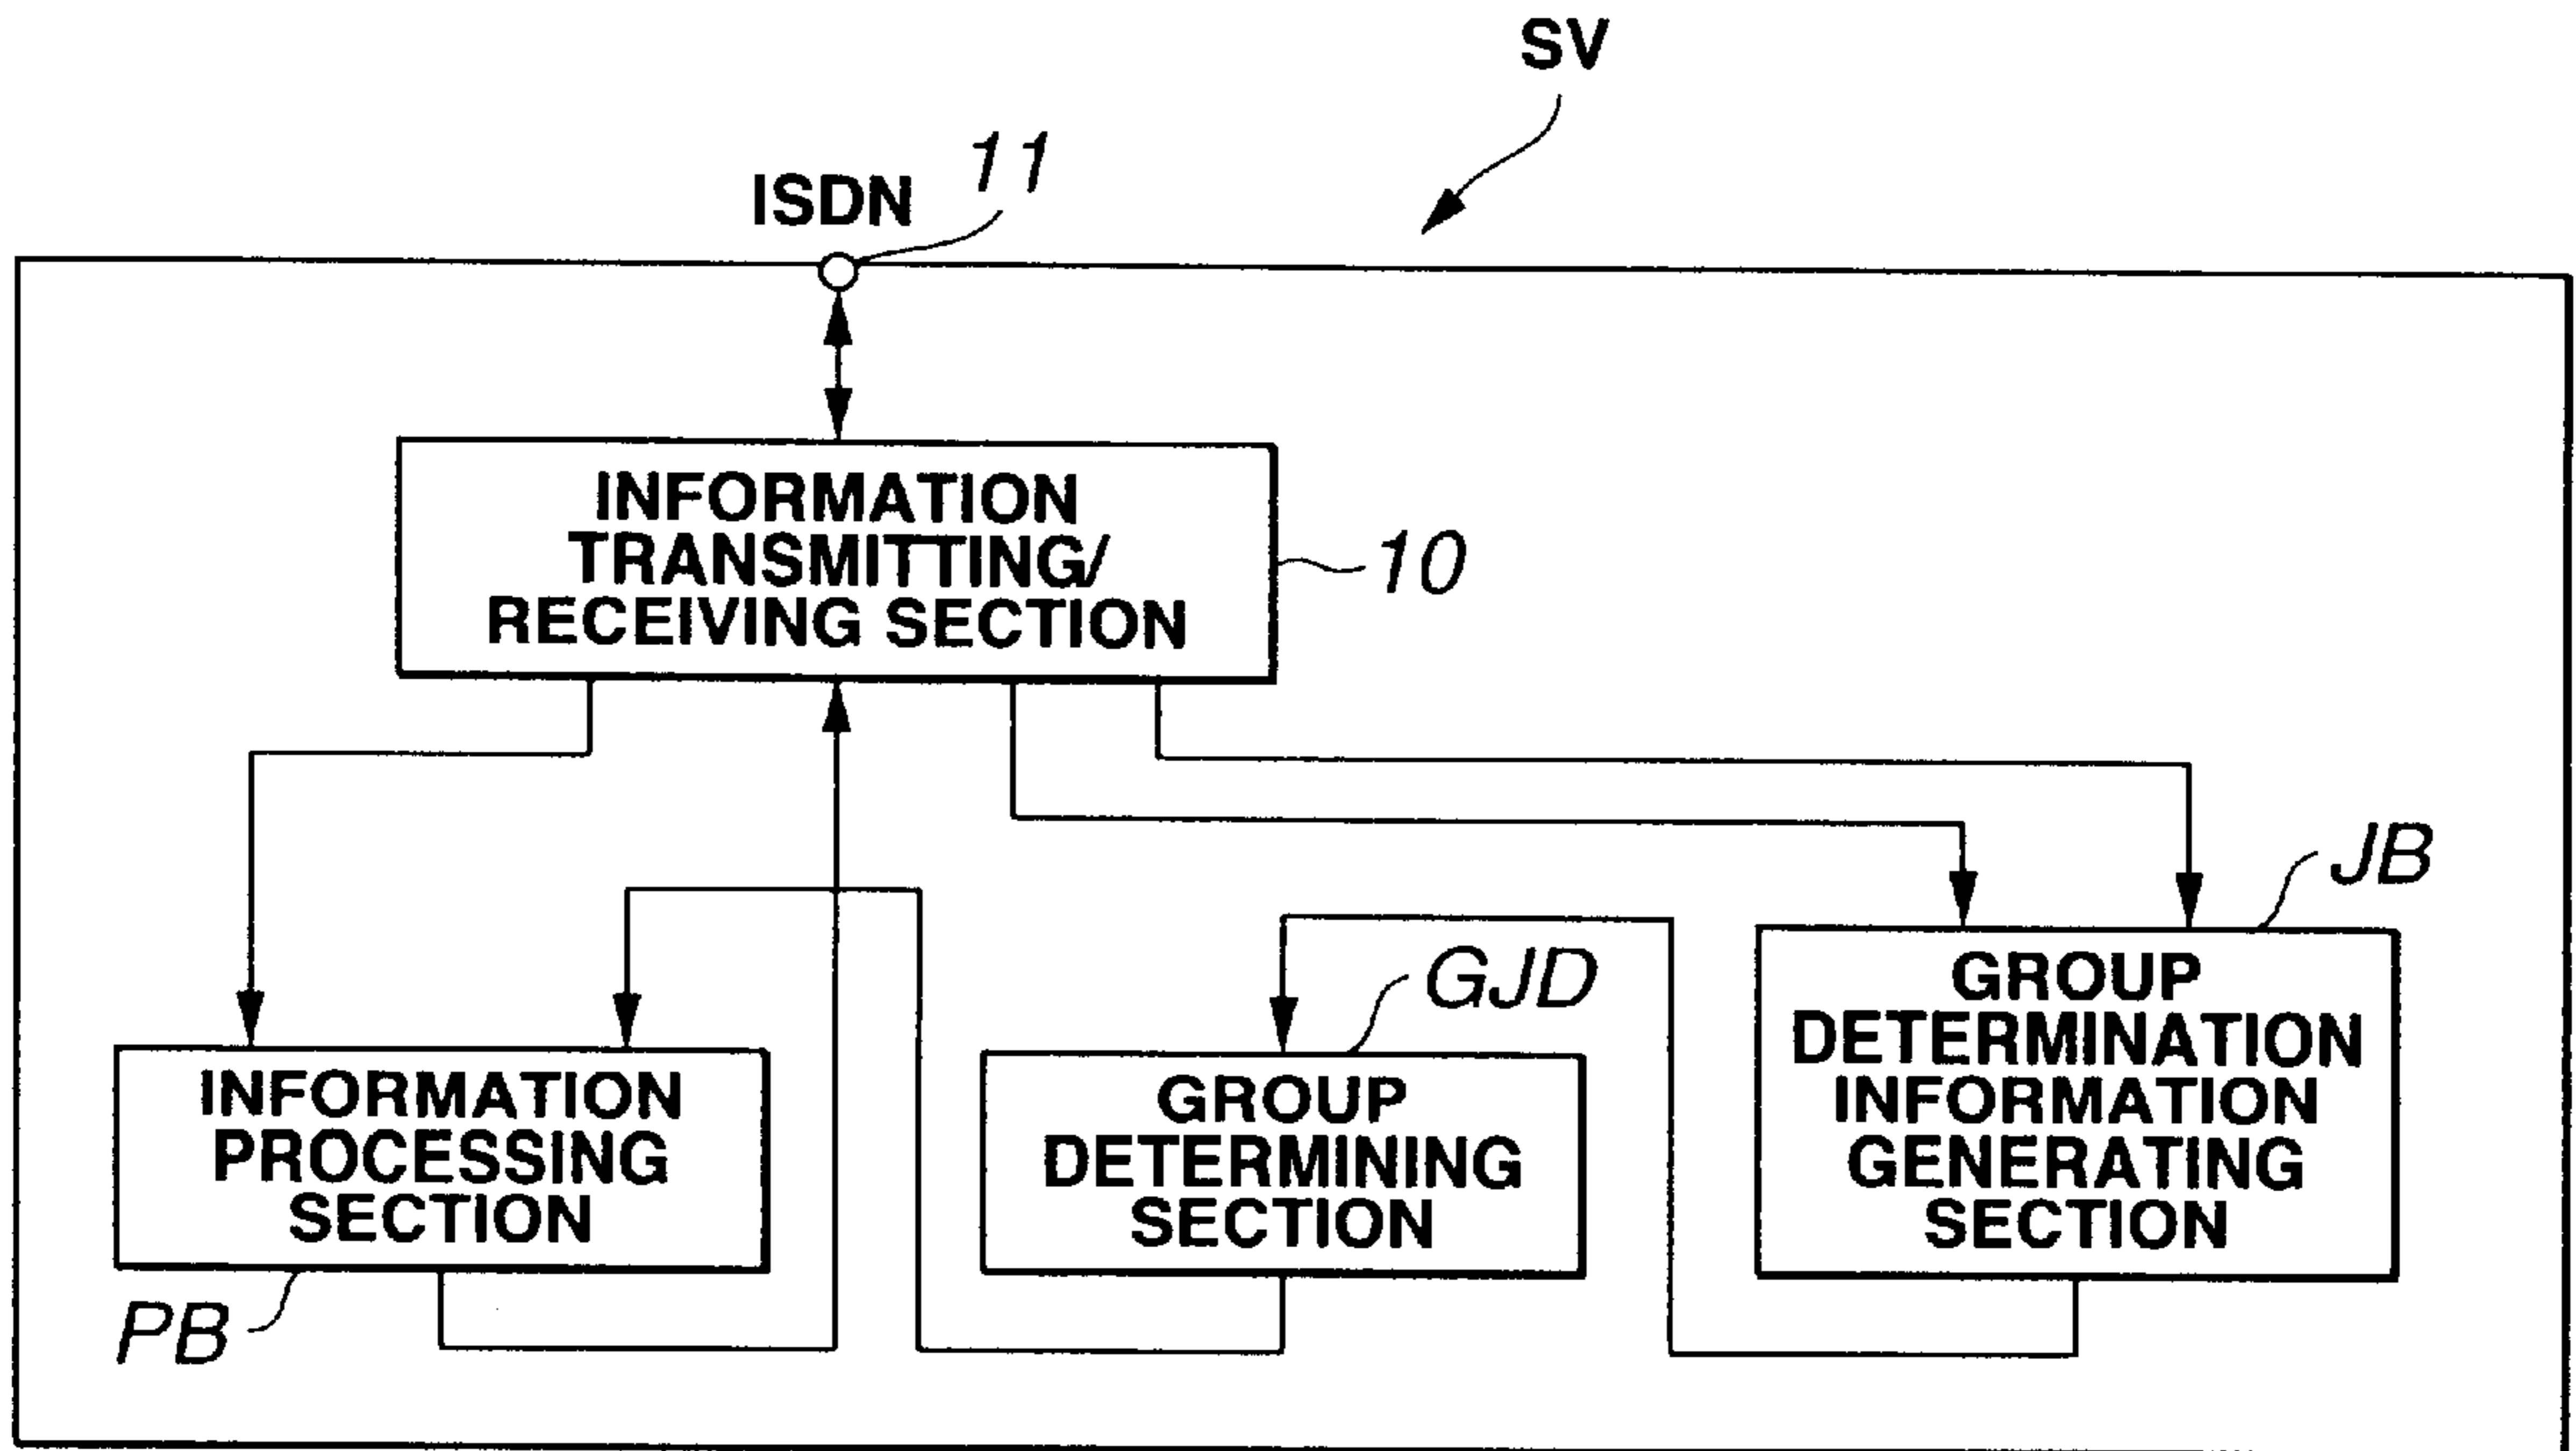 SV
ISDN
11
INFORMATION
TRANSMITTING/
RECEIVING SECTION
10
JB
GJD
GROUP
DETERMINATION
INFORMATION
GENERATING
SECTION
INFORMATION
PROCESSING
SECTION
GROUP
DETERMINING
SECTION
PB